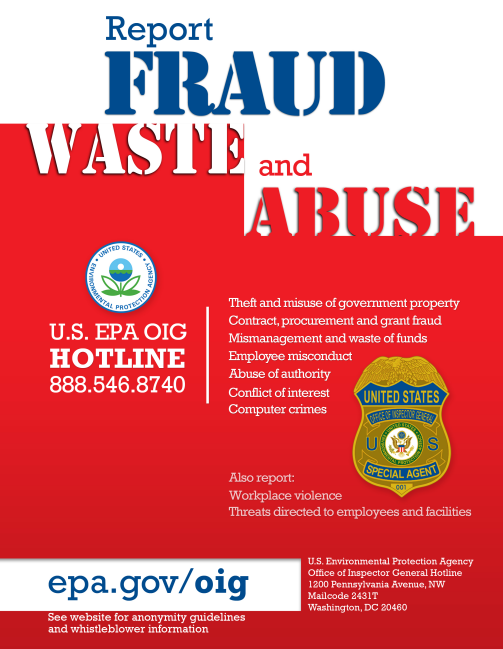 Report
FRAUD
WASTE
and
ABUSE
UNITED STATES
ENVIRONMENTAL PROTECTION AGENCY
U.S. EPA OIG
HOTLINE
888.546.8740
Theft and misuse of government property
Contract, procurement and grant fraud
Mismanagement and waste of funds
Employee misconduct
Abuse of authority
Conflict of interest
Computer crimes
UNITED STATES
OFFICE OF INSPECTOR GENERAL
U S
SPECIAL AGENT
001
Also report:
Workplace violence
Threats directed to employees and facilities
epa.gov/oig
See website for anonymity guidelines
and whistleblower information
U.S. Environmental Protection Agency
Office of Inspector General Hotline
1200 Pennsylvania Avenue, NW
Mailcode 2431T
Washington, DC 20460